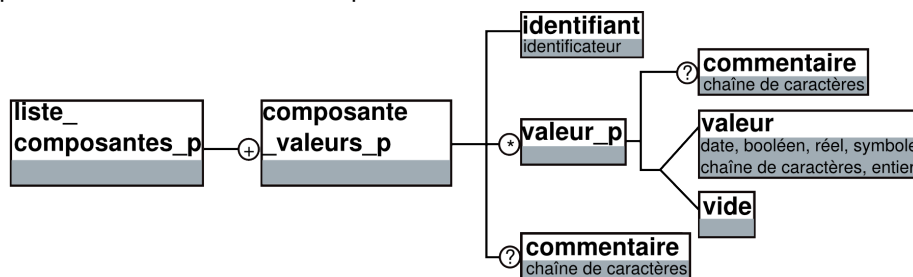 identifiant
identificateur
commentaire
chaîne de caractères
liste_
composantes_p
+
composante
_valeurs_p
*
valeur_p
?
valeur
date, booléen, réel, symbole
chaîne de caractères, entier
vide
?
commentaire
chaîne de caractères